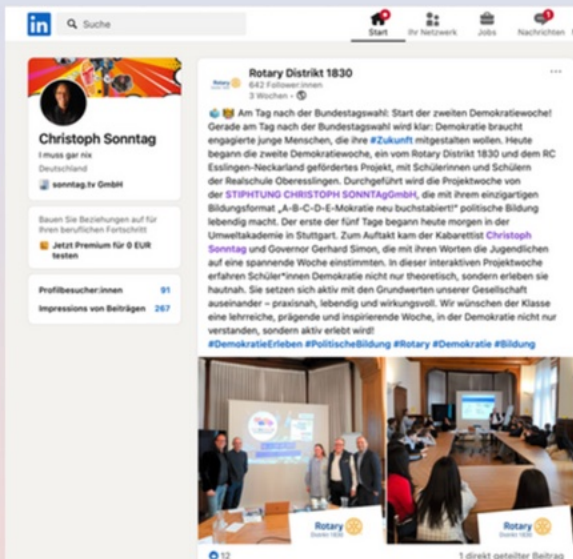 in
Suche
Start
Ihr Netzwerk
Jobs
1
Nachrichten
Christoph Sonntag
I muss gar nix
Deutschland
sonntag.tv GmbH
Bauen Sie Beziehungen auf für
Ihren beruflichen Fortschritt
Jetzt Premium für 0 EUR
testen
Profilbesucher:innen 91
Impressions von Beiträgen 267
Rotary
Rotary Distrikt 1830
642 Follower:innen
3 Wochen •
Am Tag nach der Bundestagswahl: Start der zweiten Demokratiewoche!
Gerade am Tag nach der Bundestagswahl wird klar: Demokratie braucht
engagierte junge Menschen, die ihre #Zukunft mitgestalten wollen. Heute
begann die zweite Demokratiewoche, ein vom Rotary Distrikt 1830 und dem RC
Esslingen-Neckarland gefördertes Projekt, mit Schülerinnen und Schülern
der Realschule Oberesslingen. Durchgeführt wird die Projektwoche von
der STIPHTUNG CHRISTOPH SONNTAgGmbH, die mit ihrem einzigartigen
Bildungsformat „A-B-C-D-E-Mokratie neu buchstabiert!“ politische Bildung
lebendig macht. Der erste der fünf Tage begann heute morgen in der
Umweltakademie in Stuttgart. Zum Auftakt kam der Kabarettist Christoph
Sonntag und Governor Gerhard Simon, die mit ihren Worten die Jugendlichen
auf eine spannende Woche einstimmten. In dieser interaktiven Projektwoche
erfahren Schüler*innen Demokratie nicht nur theoretisch, sondern erleben sie
hautnah. Sie setzen sich aktiv mit den Grundwerten unserer Gesellschaft
auseinander – praxisnah, lebendig und wirkungsvoll. Wir wünschen der Klasse
eine lehrreiche, prägende und inspirierende Woche, in der Demokratie nicht nur
verstanden, sondern aktiv erlebt wird!
#DemokratieErleben #PolitischeBildung #Rotary #Demokratie #Bildung
Rotary
Distrikt 1830
Rotary
Distrikt 1830
12
1 direkt geteilter Beitrag